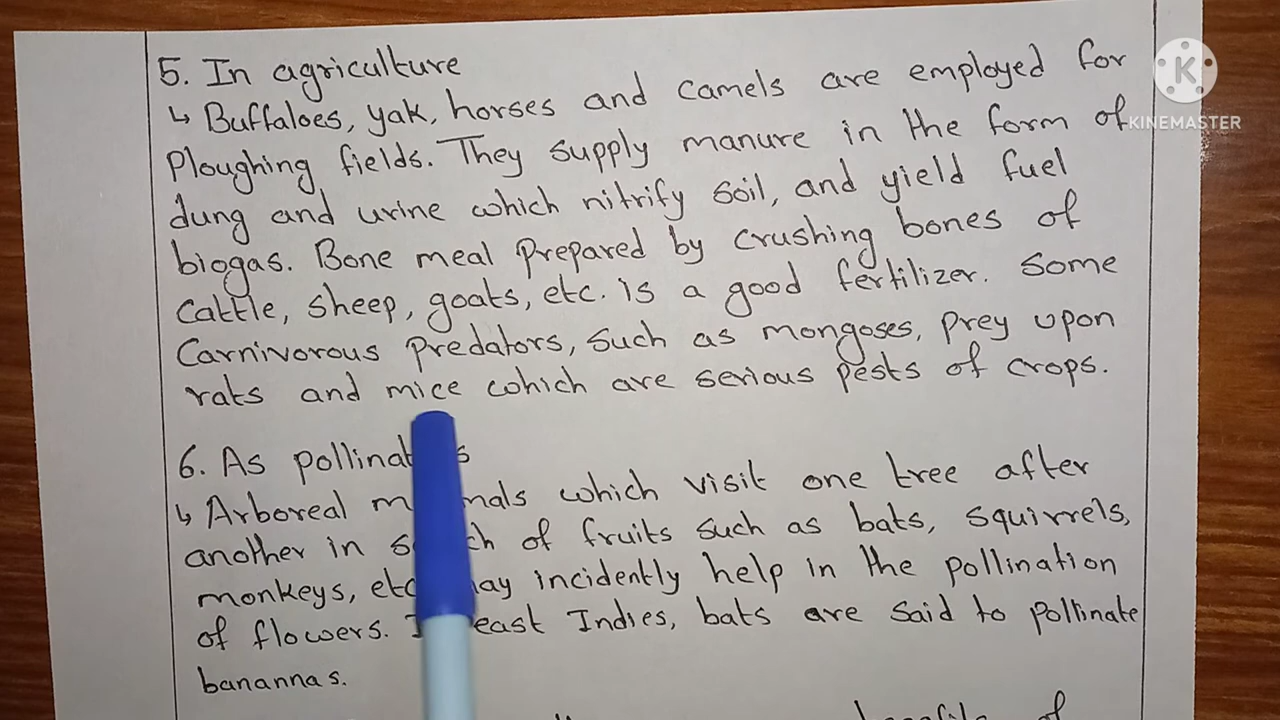 5. In agriculture
↳ Buffaloes, yak, horses and camels are employed for
ploughing fields. They supply manure in the form of
dung and urine which nitrify soil, and yield fuel
biogas. Bone meal prepared by crushing bones of
cattle, sheep, goats, etc. is a good fertilizer. Some
Carnivorous predators, such as mongoses, prey upon
rats and mice which are serious pests of crops.
6. As pollinat s
↳ Arboreal m mals which visit one tree after
another in s ch of fruits such as bats, squirrels,
monkeys, etc may incidently help in the pollination
of flowers. I east Indies, bats are said to pollinate
banannas.
of
K
KINEMASTER